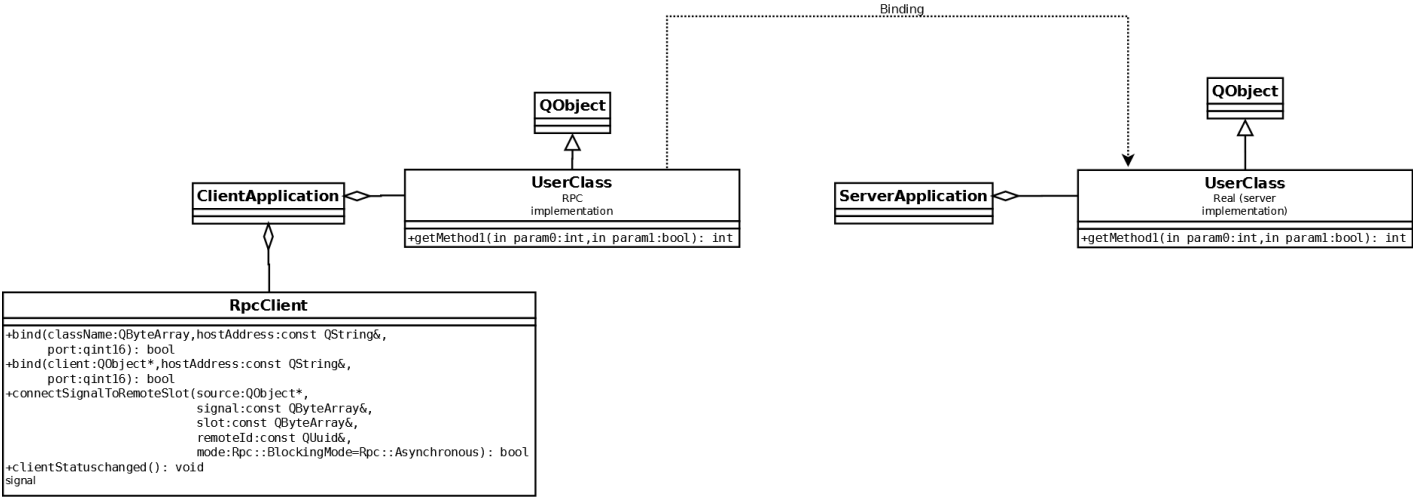 Binding
QObject
QObject
ClientApplication
UserClass
RPC
implementation
+getMethod1(in param0:int,in param1:bool): int
ServerApplication
UserClass
Real (server
implementation)
+getMethod1(in param0:int,in param1:bool): int
RpcClient
+bind(className:QByteArray,hostAddress:const QString&,
port:qint16): bool
+bind(client:QObject*,hostAddress:const QString&,
port:qint16): bool
+connectSignalToRemoteSlot(source:QObject*,
signal:const QByteArray&,
slot:const QByteArray&,
remoteId:const QUuid&,
mode:Rpc::BlockingMode=Rpc::Asynchronous): bool
+clientStatuschanged(): void
signal